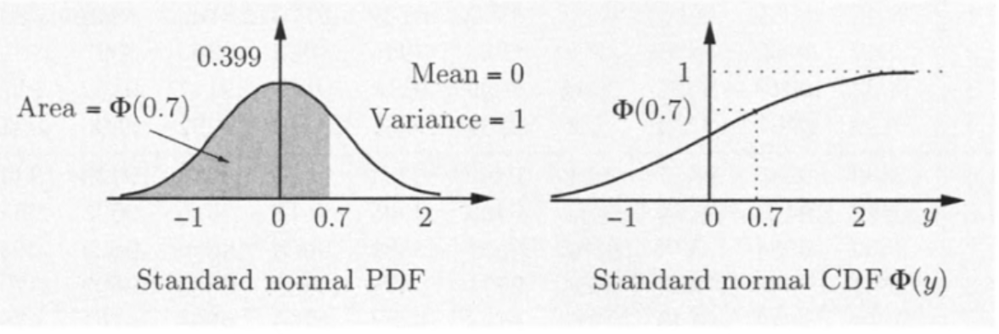 0.399
Mean = 0
Area = Φ(0.7)
Variance = 1
-1 0 0.7 2
Standard normal PDF
1
Φ(0.7)
-1 0 0.7 2 y
Standard normal CDF Φ(y)